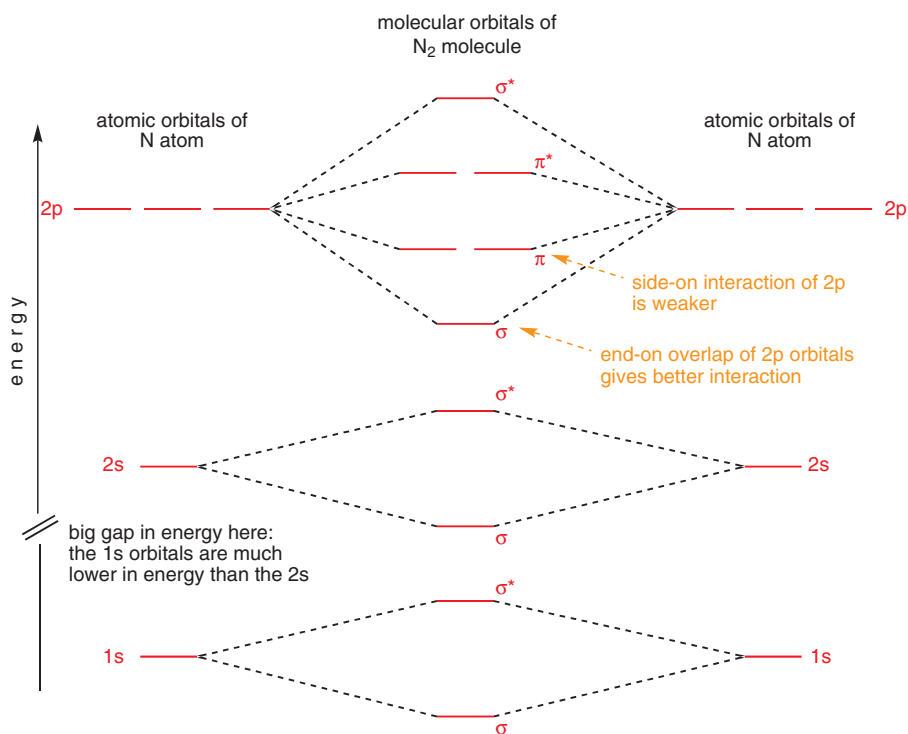 molecular orbitals of
N₂ molecule
σ*
atomic orbitals of
N atom
atomic orbitals of
N atom
π*
2p
2p
π
side-on interaction of 2p
is weaker
σ
end-on overlap of 2p orbitals
gives better interaction
energy
σ*
2s
2s
σ
big gap in energy here:
the 1s orbitals are much
lower in energy than the 2s
σ*
1s
1s
σ